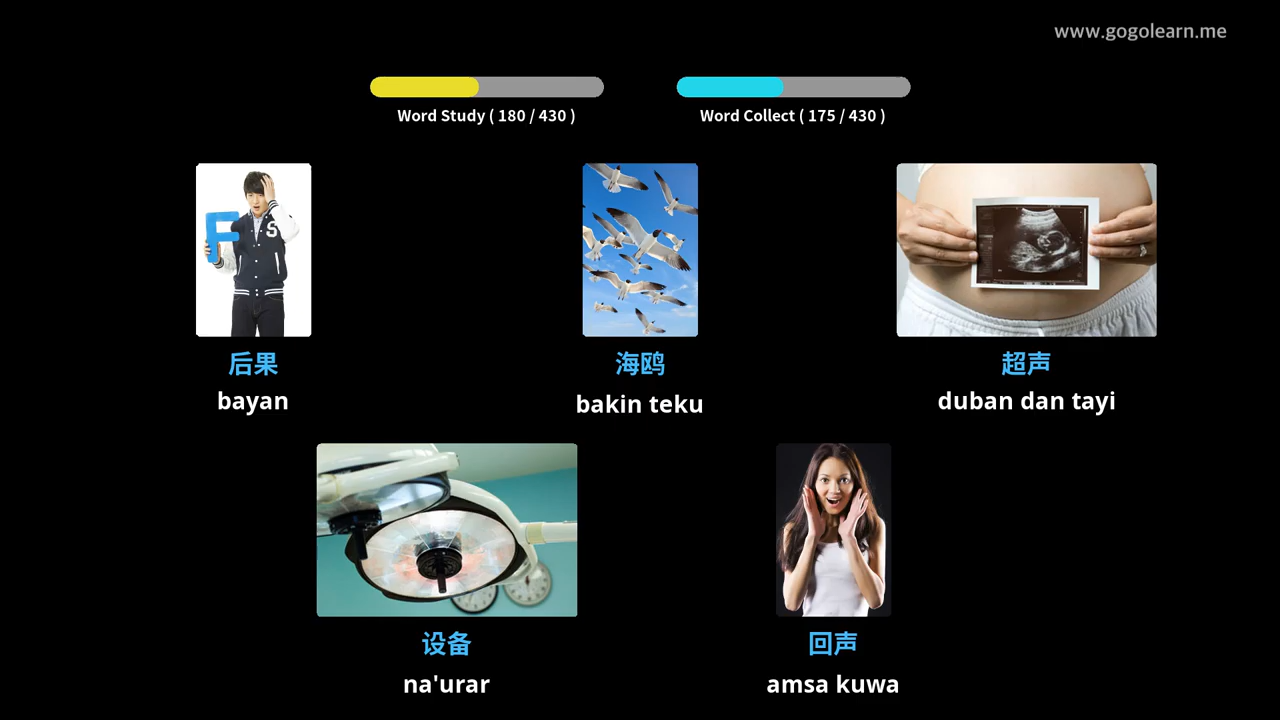 www.gogolearn.me
Word Study ( 180 / 430 )
Word Collect ( 175 / 430 )
F
S
后果
bayan
海鸥
bakin teku
超声
duban dan tayi
设备
na'urar
回声
amsa kuwa